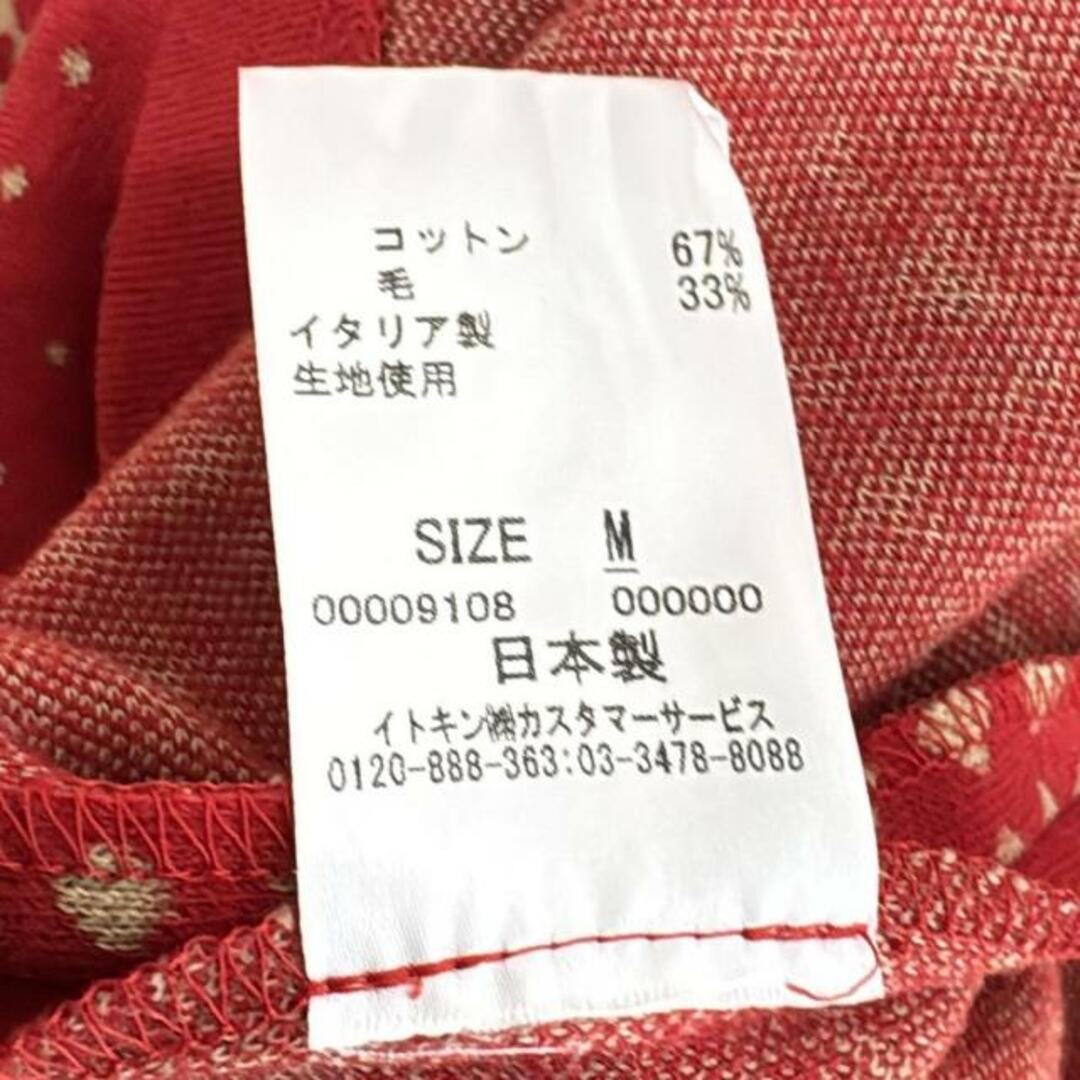 コットン 67%
毛 33%
イタリア製
生地使用
SIZE M
00009108 000000
日本製
イトキン㈱カスタマーサービス
0120-888-363:03-3478-8088